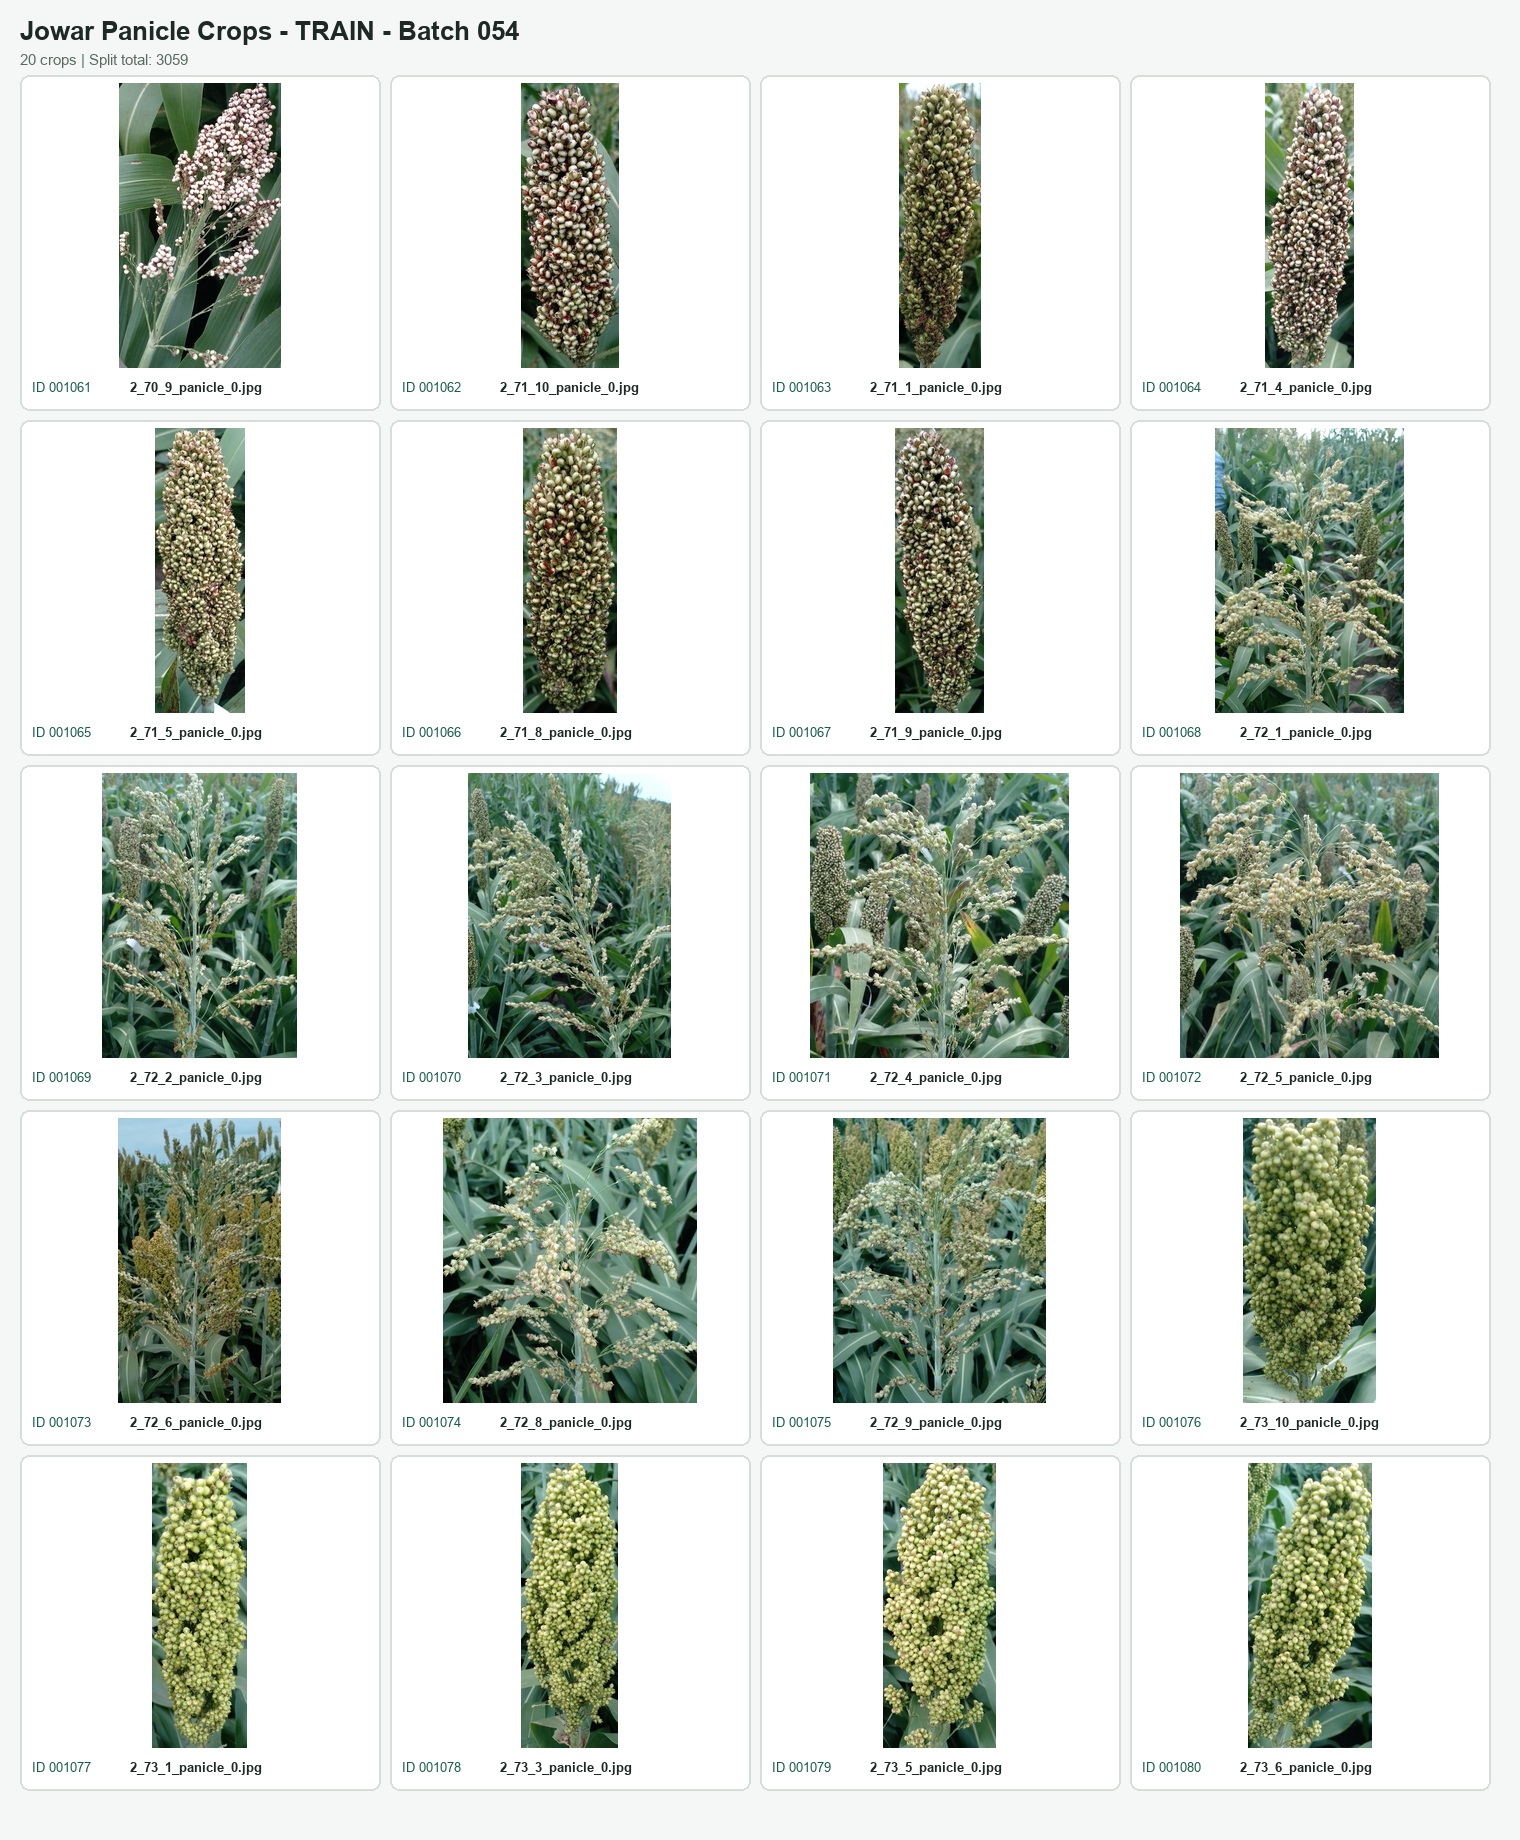 Jowar Panicle Crops - TRAIN - Batch 054
20 crops | Split total: 3059
ID 001061 2_70_9_panicle_0.jpg
ID 001062 2_71_10_panicle_0.jpg
ID 001063 2_71_1_panicle_0.jpg
ID 001064 2_71_4_panicle_0.jpg
ID 001065 2_71_5_panicle_0.jpg
ID 001066 2_71_8_panicle_0.jpg
ID 001067 2_71_9_panicle_0.jpg
ID 001068 2_72_1_panicle_0.jpg
ID 001069 2_72_2_panicle_0.jpg
ID 001070 2_72_3_panicle_0.jpg
ID 001071 2_72_4_panicle_0.jpg
ID 001072 2_72_5_panicle_0.jpg
ID 001073 2_72_6_panicle_0.jpg
ID 001074 2_72_8_panicle_0.jpg
ID 001075 2_72_9_panicle_0.jpg
ID 001076 2_73_10_panicle_0.jpg
ID 001077 2_73_1_panicle_0.jpg
ID 001078 2_73_3_panicle_0.jpg
ID 001079 2_73_5_panicle_0.jpg
ID 001080 2_73_6_panicle_0.jpg